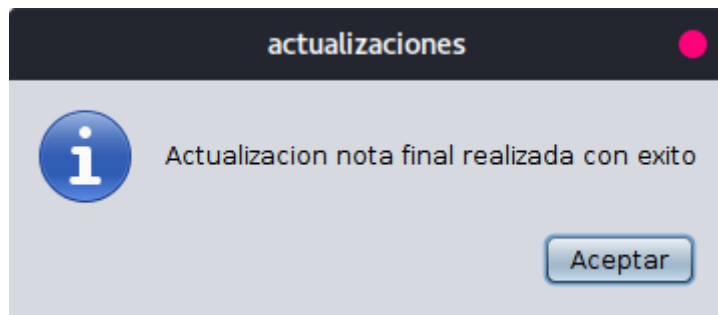 actualizaciones
Actualizacion nota final realizada con exito
Aceptar